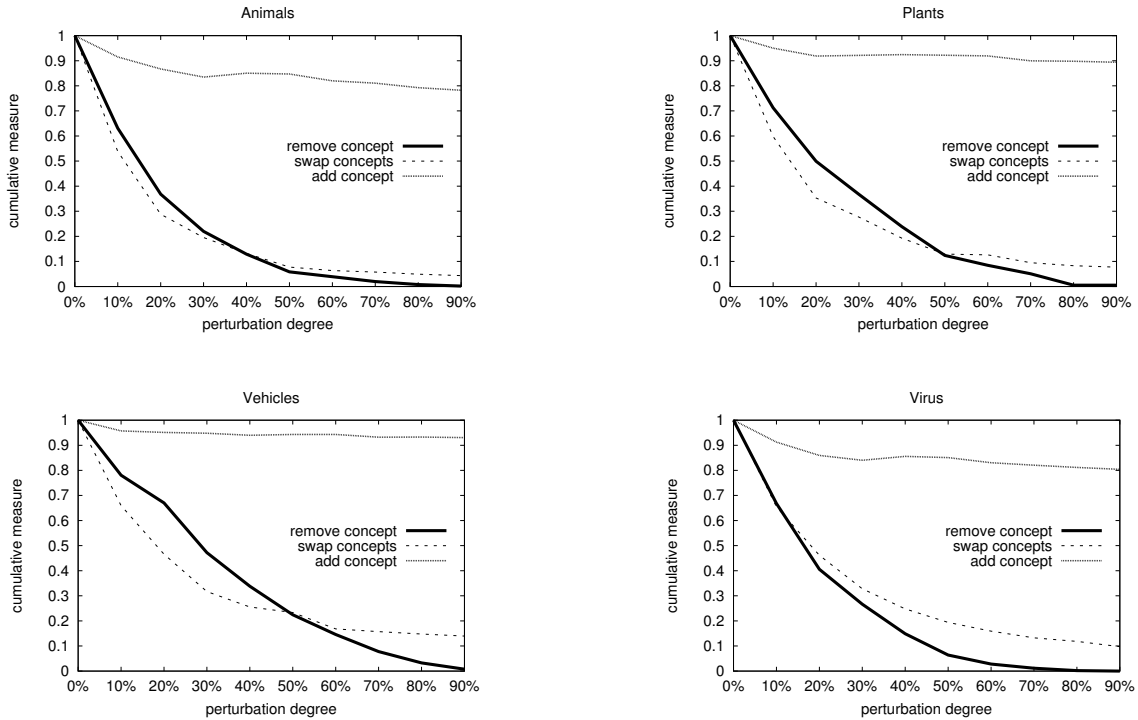 Animals
1
0.9
0.8
0.7
0.6
0.5
0.4
0.3
0.2
0.1
0
cumulative measure
remove concept
swap concepts
add concept
0% 10% 20% 30% 40% 50% 60% 70% 80% 90%
perturbation degree
Plants
1
0.9
0.8
0.7
0.6
0.5
0.4
0.3
0.2
0.1
0
cumulative measure
remove concept
swap concepts
add concept
0% 10% 20% 30% 40% 50% 60% 70% 80% 90%
perturbation degree
Vehicles
1
0.9
0.8
0.7
0.6
0.5
0.4
0.3
0.2
0.1
0
cumulative measure
remove concept
swap concepts
add concept
0% 10% 20% 30% 40% 50% 60% 70% 80% 90%
perturbation degree
Virus
1
0.9
0.8
0.7
0.6
0.5
0.4
0.3
0.2
0.1
0
cumulative measure
remove concept
swap concepts
add concept
0% 10% 20% 30% 40% 50% 60% 70% 80% 90%
perturbation degree